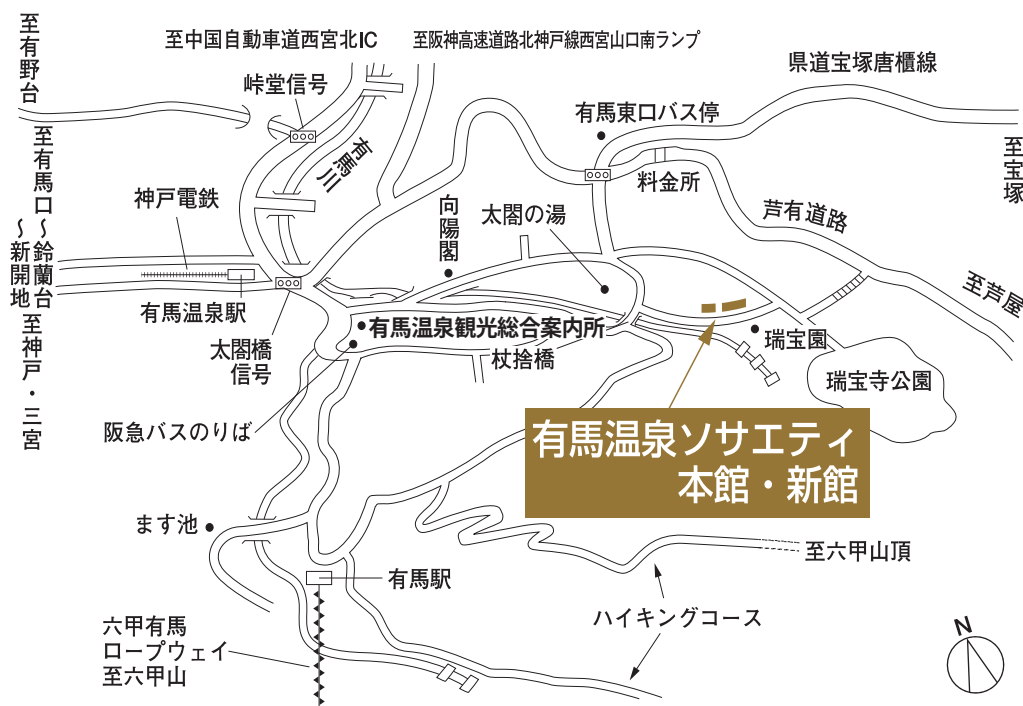 至有野台
至中国自動車道西宮北IC
至阪神高速道路北神戸線西宮山口南ランプ
県道宝塚唐櫃線
峠堂信号
有馬東口バス停
至有馬口〜鈴蘭台
〜新開地
有馬川
至宝塚
料金所
神戸電鉄
向陽閣
太閤の湯
芦有道路
至芦屋
有馬温泉駅
太閤橋
信号
有馬温泉観光総合案内所
杖捨橋
瑞宝園
至神戸・三宮
瑞宝寺公園
阪急バスのりば
有馬温泉ソサエティ
本館・新館
ます池
至六甲山頂
有馬駅
ハイキングコース
六甲有馬
ロープウェイ
至六甲山
N